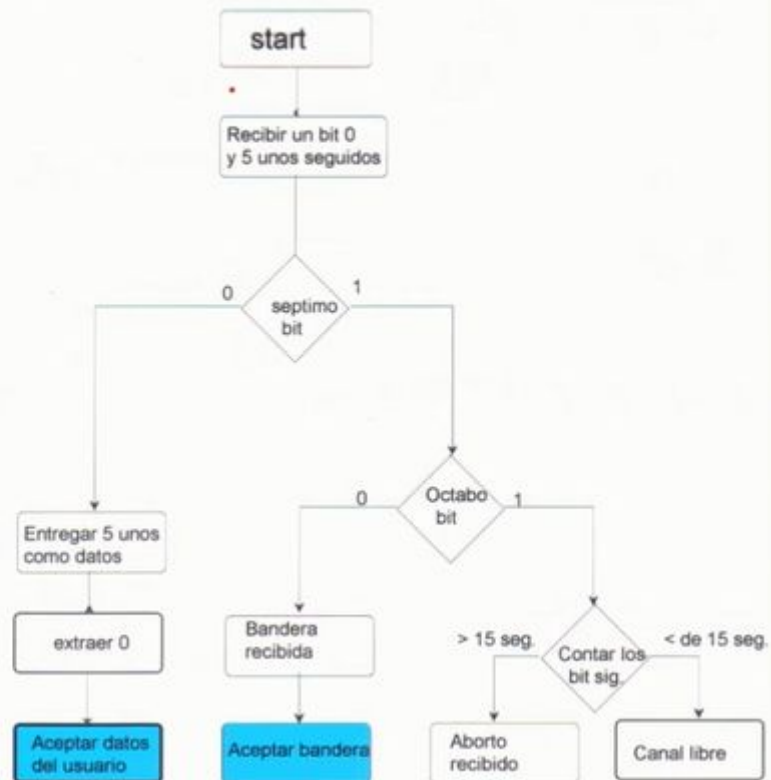 start
Recibir un bit 0
y 5 unos seguidos
0
1
septimo
bit
0
Octabo
bit
1
Entregar 5 unos
como datos
extraer 0
Bandera
recibida
> 15 seg.
Contar los
bit sig.
< de 15 seg.
Aceptar datos
del usuario
Aceptar bandera
Aborto
recibido
Canal libre